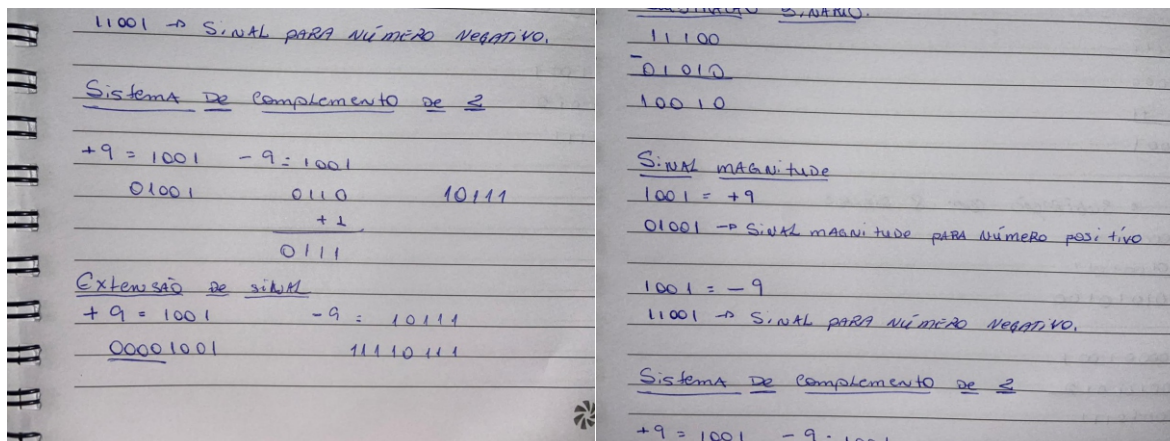 11001 → Sinal para número negativo.
Sistema de complemento de 2
+9 = 1001 -9 = 1001
01001 0110 10111
+1
0111
Extensão de sinal
+9 = 1001 -9 = 10111
00001001 11110111
Binário.
11100
-01010
10010
Sinal magnitude
1001 = +9
01001 → Sinal magnitude para número positivo
1001 = -9
11001 → Sinal para número negativo.
Sistema de complemento de 2
+9 = 1001 -9 = 1001